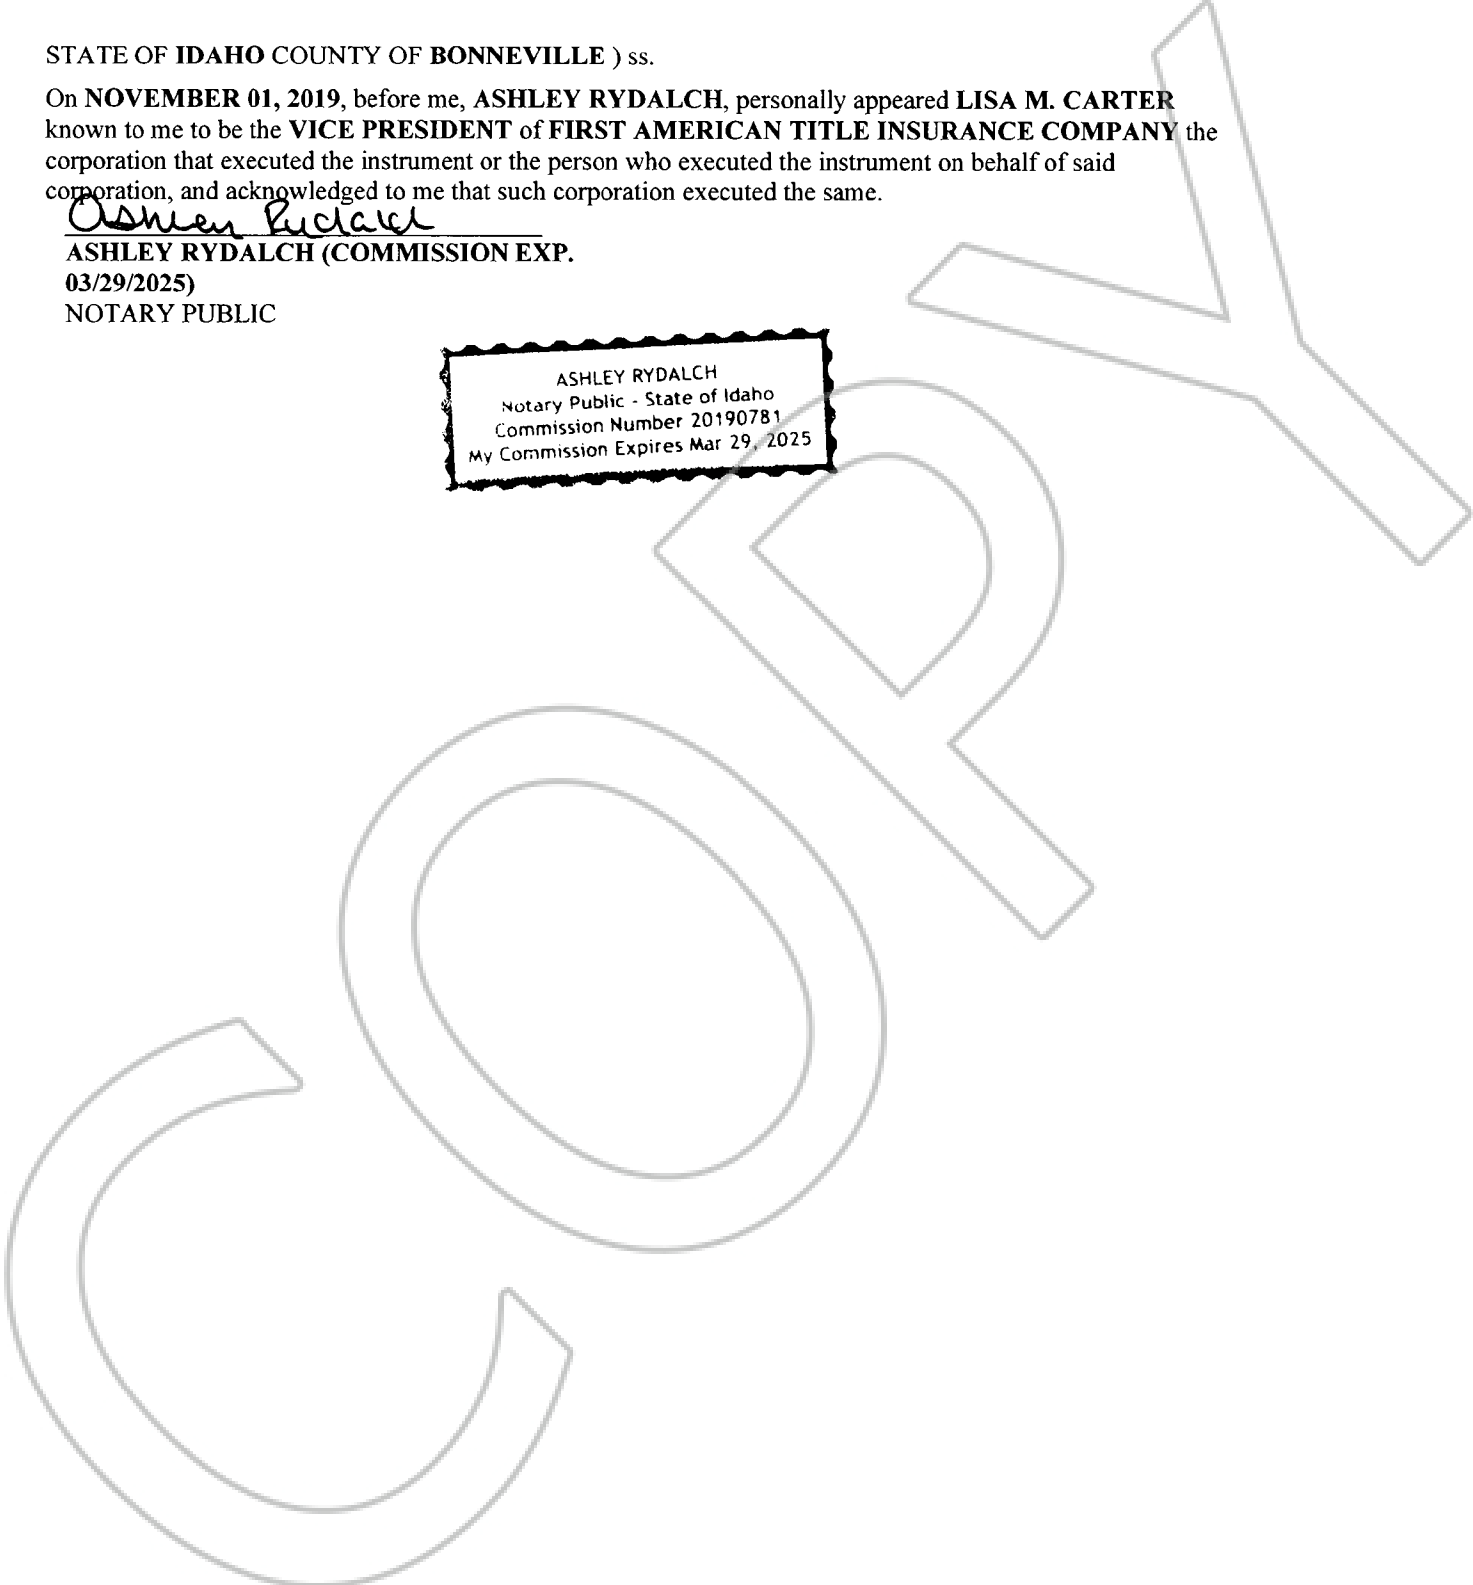 STATE OF IDAHO COUNTY OF BONNEVILLE ) ss.
On NOVEMBER 01, 2019, before me, ASHLEY RYDALCH, personally appeared LISA M. CARTER
known to me to be the VICE PRESIDENT of FIRST AMERICAN TITLE INSURANCE COMPANY the
corporation that executed the instrument or the person who executed the instrument on behalf of said
corporation, and acknowledged to me that such corporation executed the same.
Ashley Rydalch
ASHLEY RYDALCH (COMMISSION EXP.
03/29/2025)
NOTARY PUBLIC
ASHLEY RYDALCH
Notary Public - State of Idaho
Commission Number 20190781
My Commission Expires Mar 29, 2025
COPY